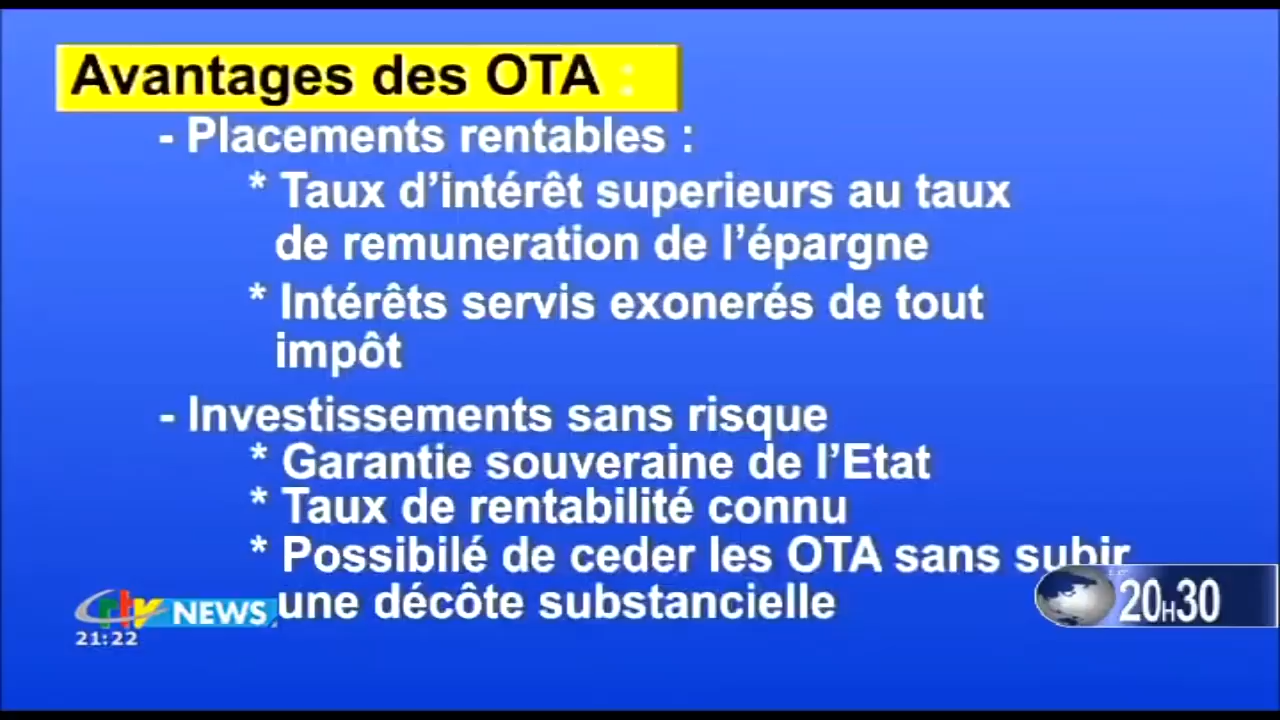 Avantages des OTA :
- Placements rentables :
* Taux d’intérêt superieurs au taux
de remuneration de l’épargne
* Intérêts servis exonerés de tout
impôt
- Investissements sans risque
* Garantie souveraine de l’Etat
* Taux de rentabilité connu
* Possibilé de ceder les OTA sans subir
une décôte substancielle
crtv NEWS
21:22
20H30